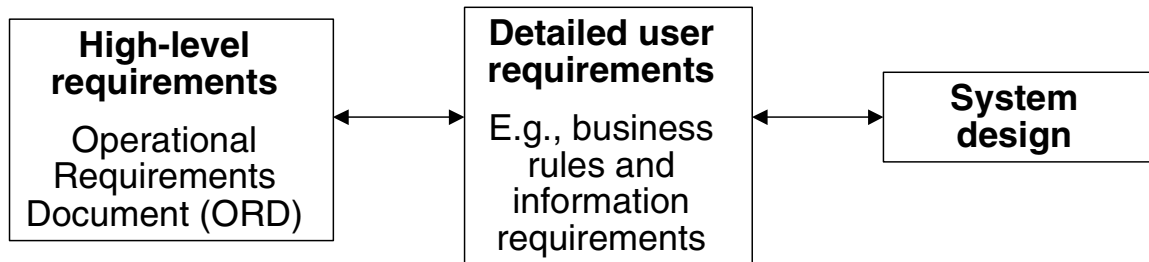 High-level
requirements
Operational
Requirements
Document (ORD)
Detailed user
requirements
E.g., business
rules and
information
requirements
System
design